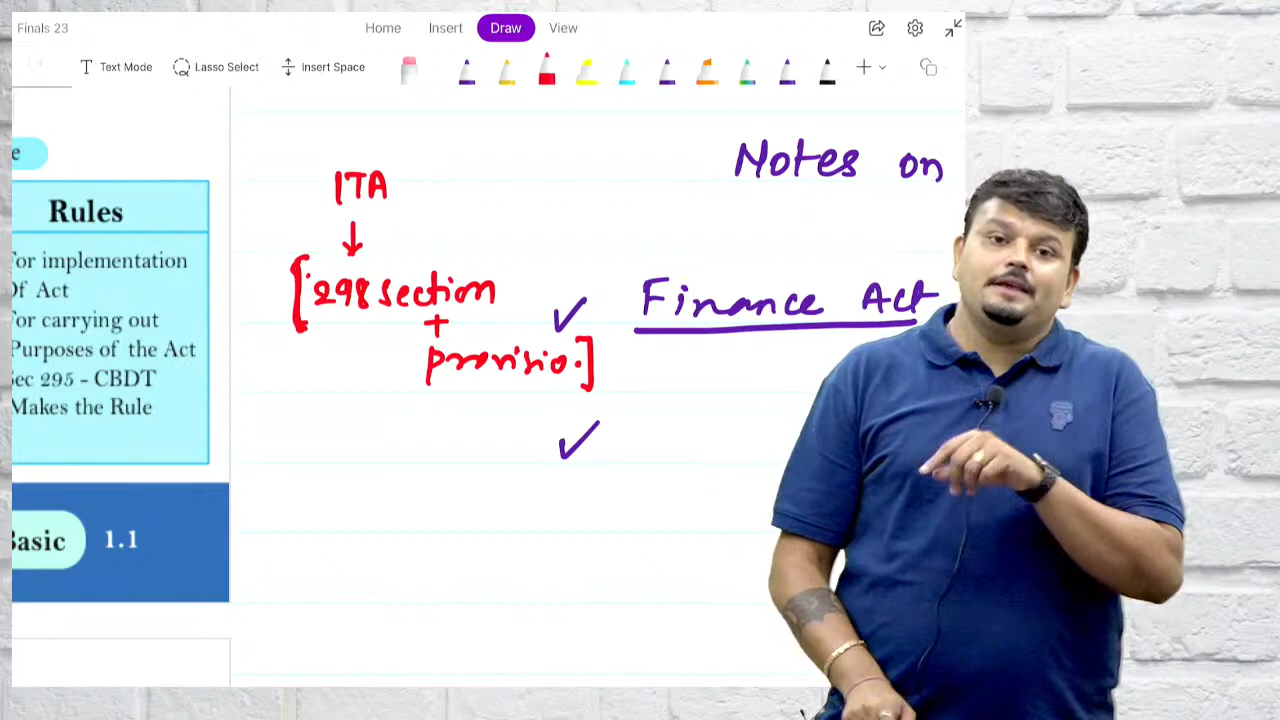 Finals 23
Home Insert Draw View
Text Mode Lasso Select Insert Space
e
Rules
For implementation
Of Act
For carrying out
Purposes of the Act
Sec 295 - CBDT
Makes the Rule
Basic 1.1
ITA
298 section
+
provisio.
Notes on
Finance Act